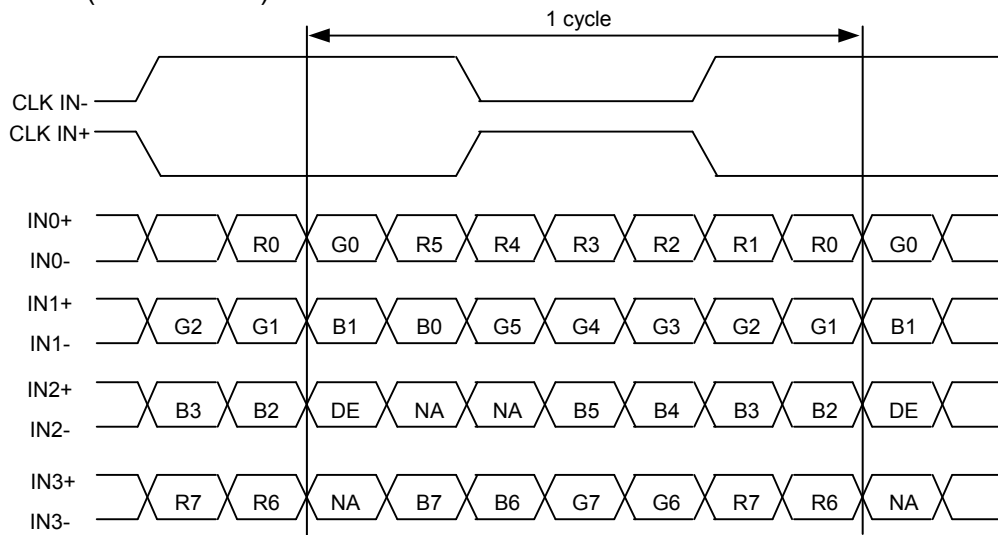 1 cycle
CLK IN-
CLK IN+
IN0+ R0 G0 R5 R4 R3 R2 R1 R0 G0
IN0-
IN1+ G2 G1 B1 B0 G5 G4 G3 G2 G1 B1
IN1-
IN2+ B3 B2 DE NA NA B5 B4 B3 B2 DE
IN2-
IN3+ R7 R6 NA B7 B6 G7 G6 R7 R6 NA
IN3-